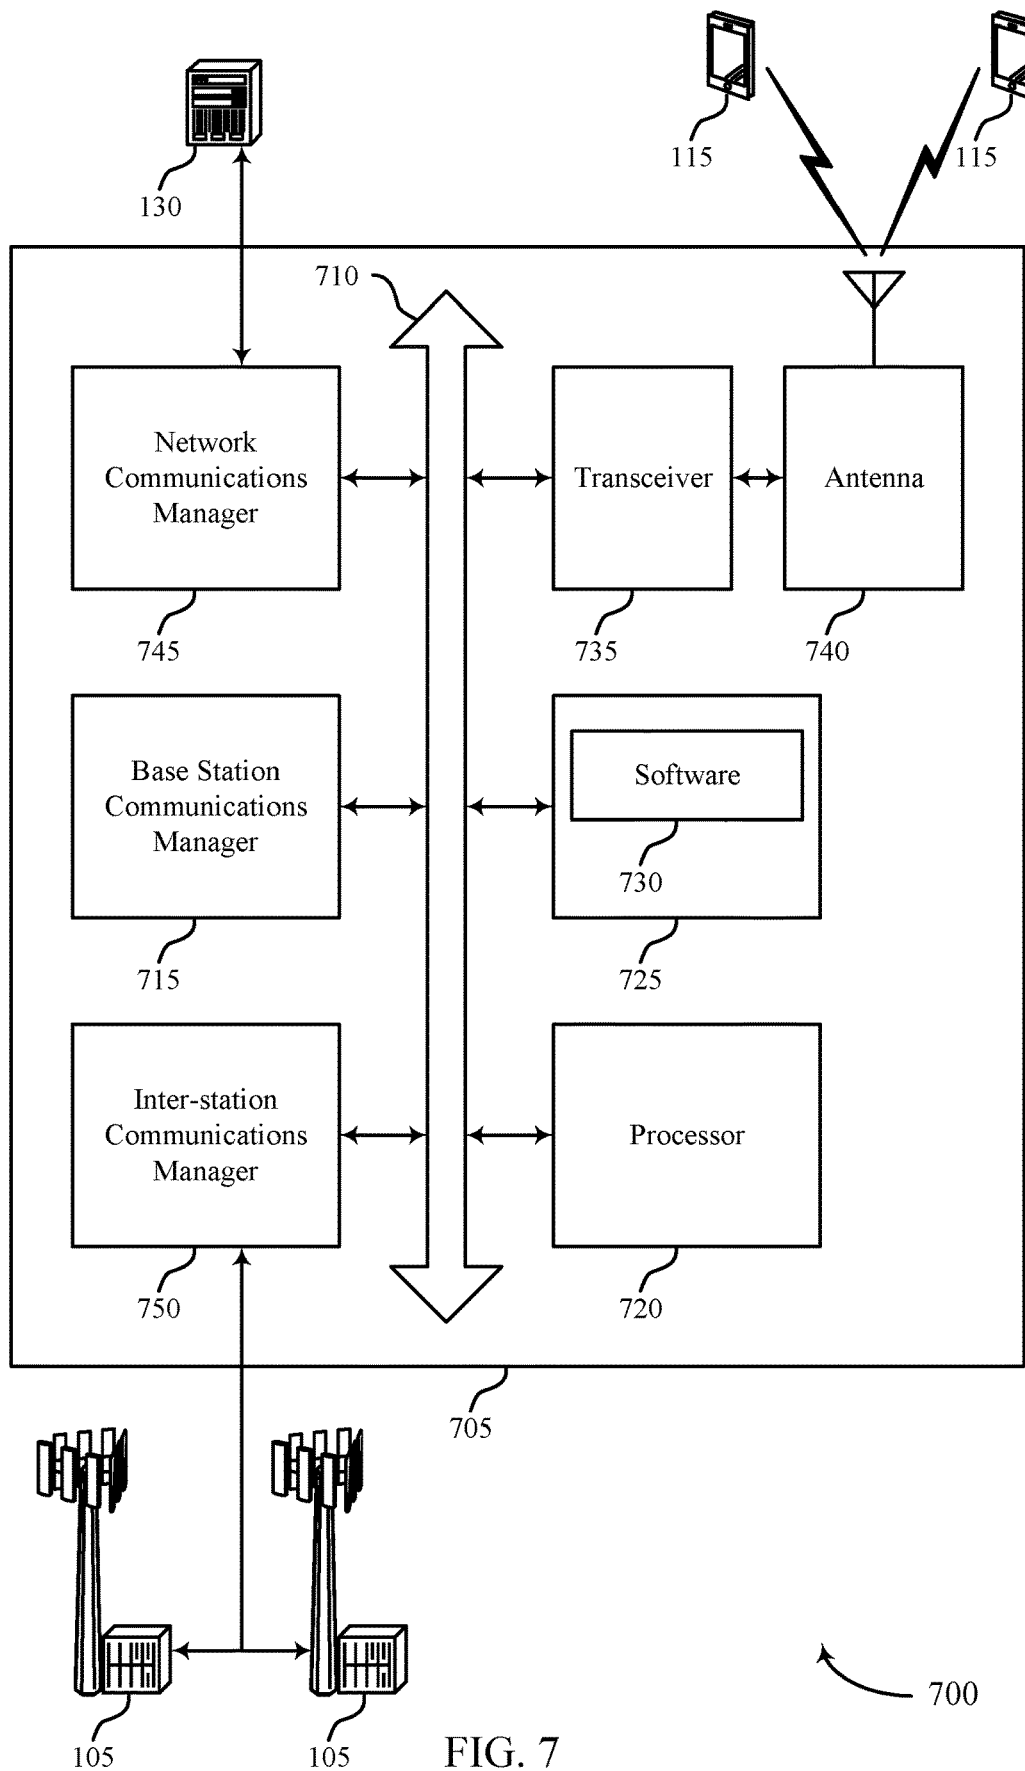 130
115
115
710
Network
Communications
Manager
Transceiver
Antenna
745
735
740
Base Station
Communications
Manager
Software
730
715
725
Inter-station
Communications
Manager
Processor
750
720
705
105
105
700
FIG. 7